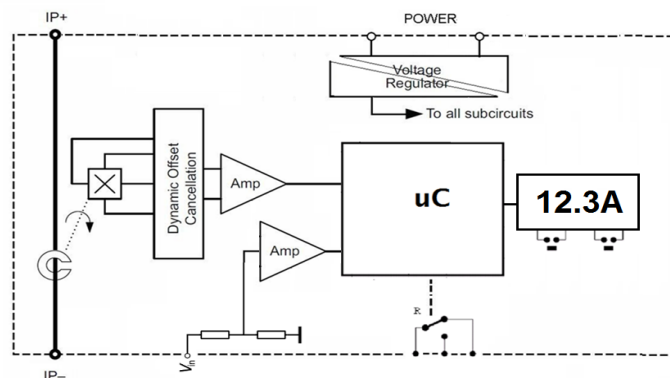 IP+
POWER
Voltage
Regulator
To all subcircuits
Dynamic Offset
Cancellation
Amp
uC
12.3A
Amp
R
Vin
IP–